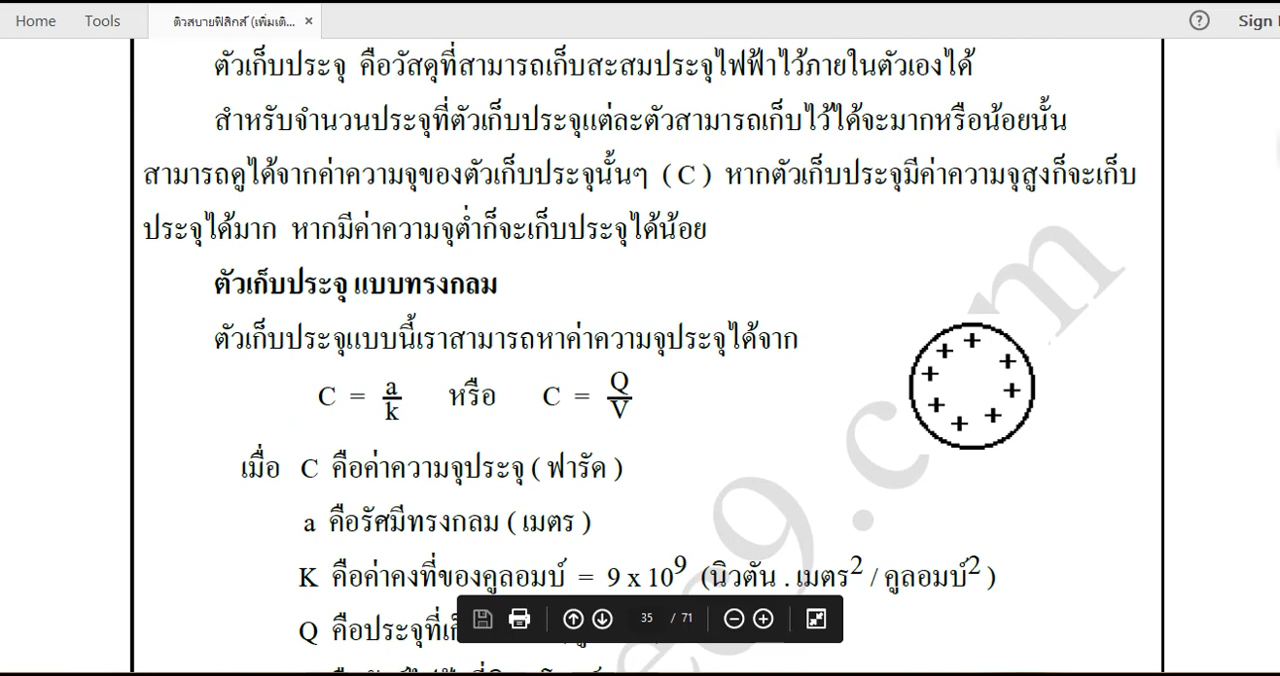 Home Tools ติวสบายฟิสิกส์ (เพิ่มเติ... × ? Sign
ตัวเก็บประจุ คือวัสดุที่สามารถเก็บสะสมประจุไฟฟ้าไว้ภายในตัวเองได้
สำหรับจำนวนประจุที่ตัวเก็บประจุแต่ละตัวสามารถเก็บไว้ได้จะมากหรือน้อยนั้น
สามารถดูได้จากค่าความจุของตัวเก็บประจุนั้นๆ ( C ) หากตัวเก็บประจุมีค่าความจุสูงก็จะเก็บ
ประจุได้มาก หากมีค่าความจุต่ำก็จะเก็บประจุได้น้อย
ตัวเก็บประจุ แบบทรงกลม
ตัวเก็บประจุแบบนี้เราสามารถหาค่าความจุประจุได้จาก
C = a/k หรือ C = Q/V
เมื่อ C คือค่าความจุประจุ ( ฟารัด )
a คือรัศมีทรงกลม ( เมตร )
K คือค่าคงที่ของคูลอมบ์ = 9 x 10⁹ (นิวตัน . เมตร² / คูลอมบ์² )
Q คือประจุที่
35 / 71
e9.com